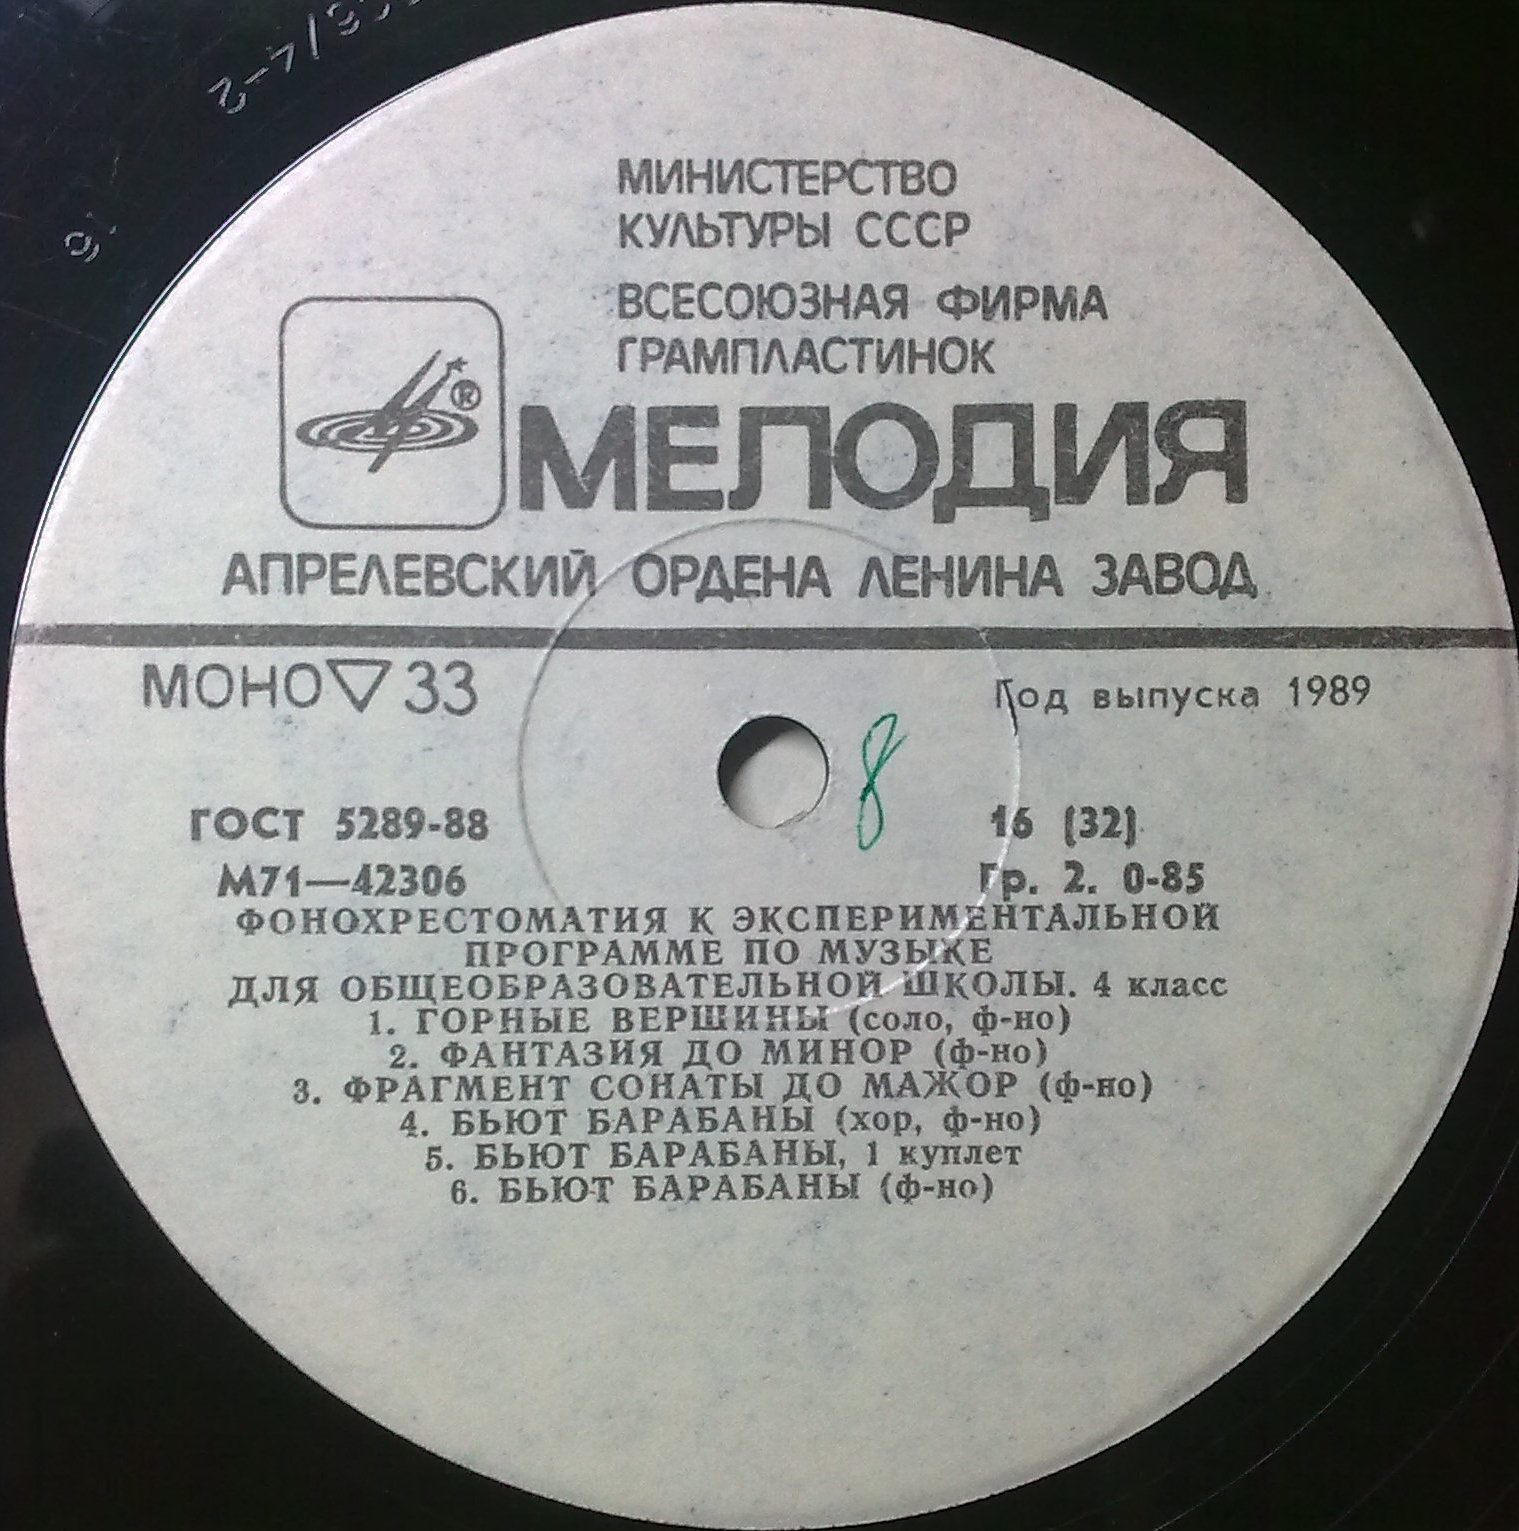 МИНИСТЕРСТВО
КУЛЬТУРЫ СССР
ВСЕСОЮЗНАЯ ФИРМА
ГРАМПЛАСТИНОК
®
МЕЛОДИЯ
АПРЕЛЕВСКИЙ ОРДЕНА ЛЕНИНА ЗАВОД
МОНО ▽ 33
Год выпуска 1989
8
ГОСТ 5289-88
16 (32)
М71—42306
Гр. 2. 0-85
ФОНОХРЕСТОМАТИЯ К ЭКСПЕРИМЕНТАЛЬНОЙ
ПРОГРАММЕ ПО МУЗЫКЕ
ДЛЯ ОБЩЕОБРАЗОВАТЕЛЬНОЙ ШКОЛЫ. 4 класс
1. ГОРНЫЕ ВЕРШИНЫ (соло, ф-но)
2. ФАНТАЗИЯ ДО МИНОР (ф-но)
3. ФРАГМЕНТ СОНАТЫ ДО МАЖОР (ф-но)
4. БЬЮТ БАРАБАНЫ (хор, ф-но)
5. БЬЮТ БАРАБАНЫ, 1 куплет
6. БЬЮТ БАРАБАНЫ (ф-но)